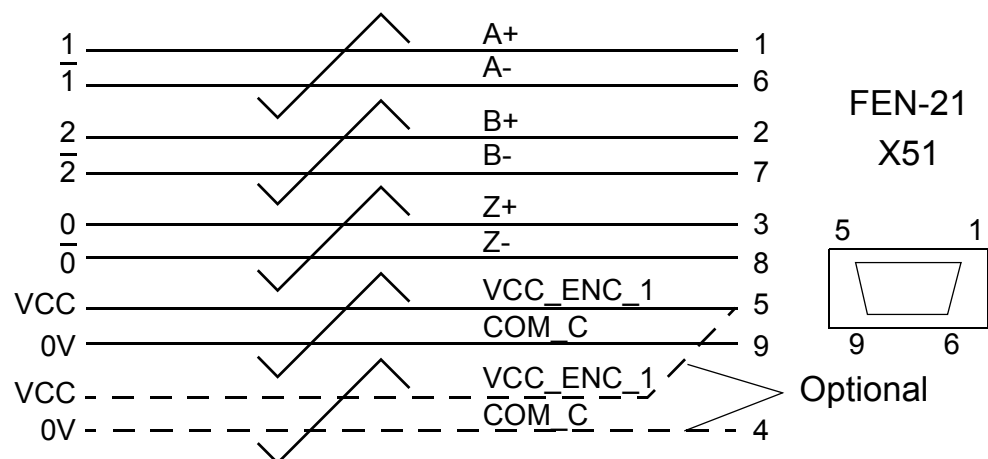 1 A+ 1
1̅ A- 6
2 B+ 2
2̅ B- 7
0 Z+ 3
0̅ Z- 8
VCC VCC_ENC_1 5
0V COM_C 9
VCC VCC_ENC_1
0V COM_C 4
FEN-21
X51
5 1
9 6
Optional